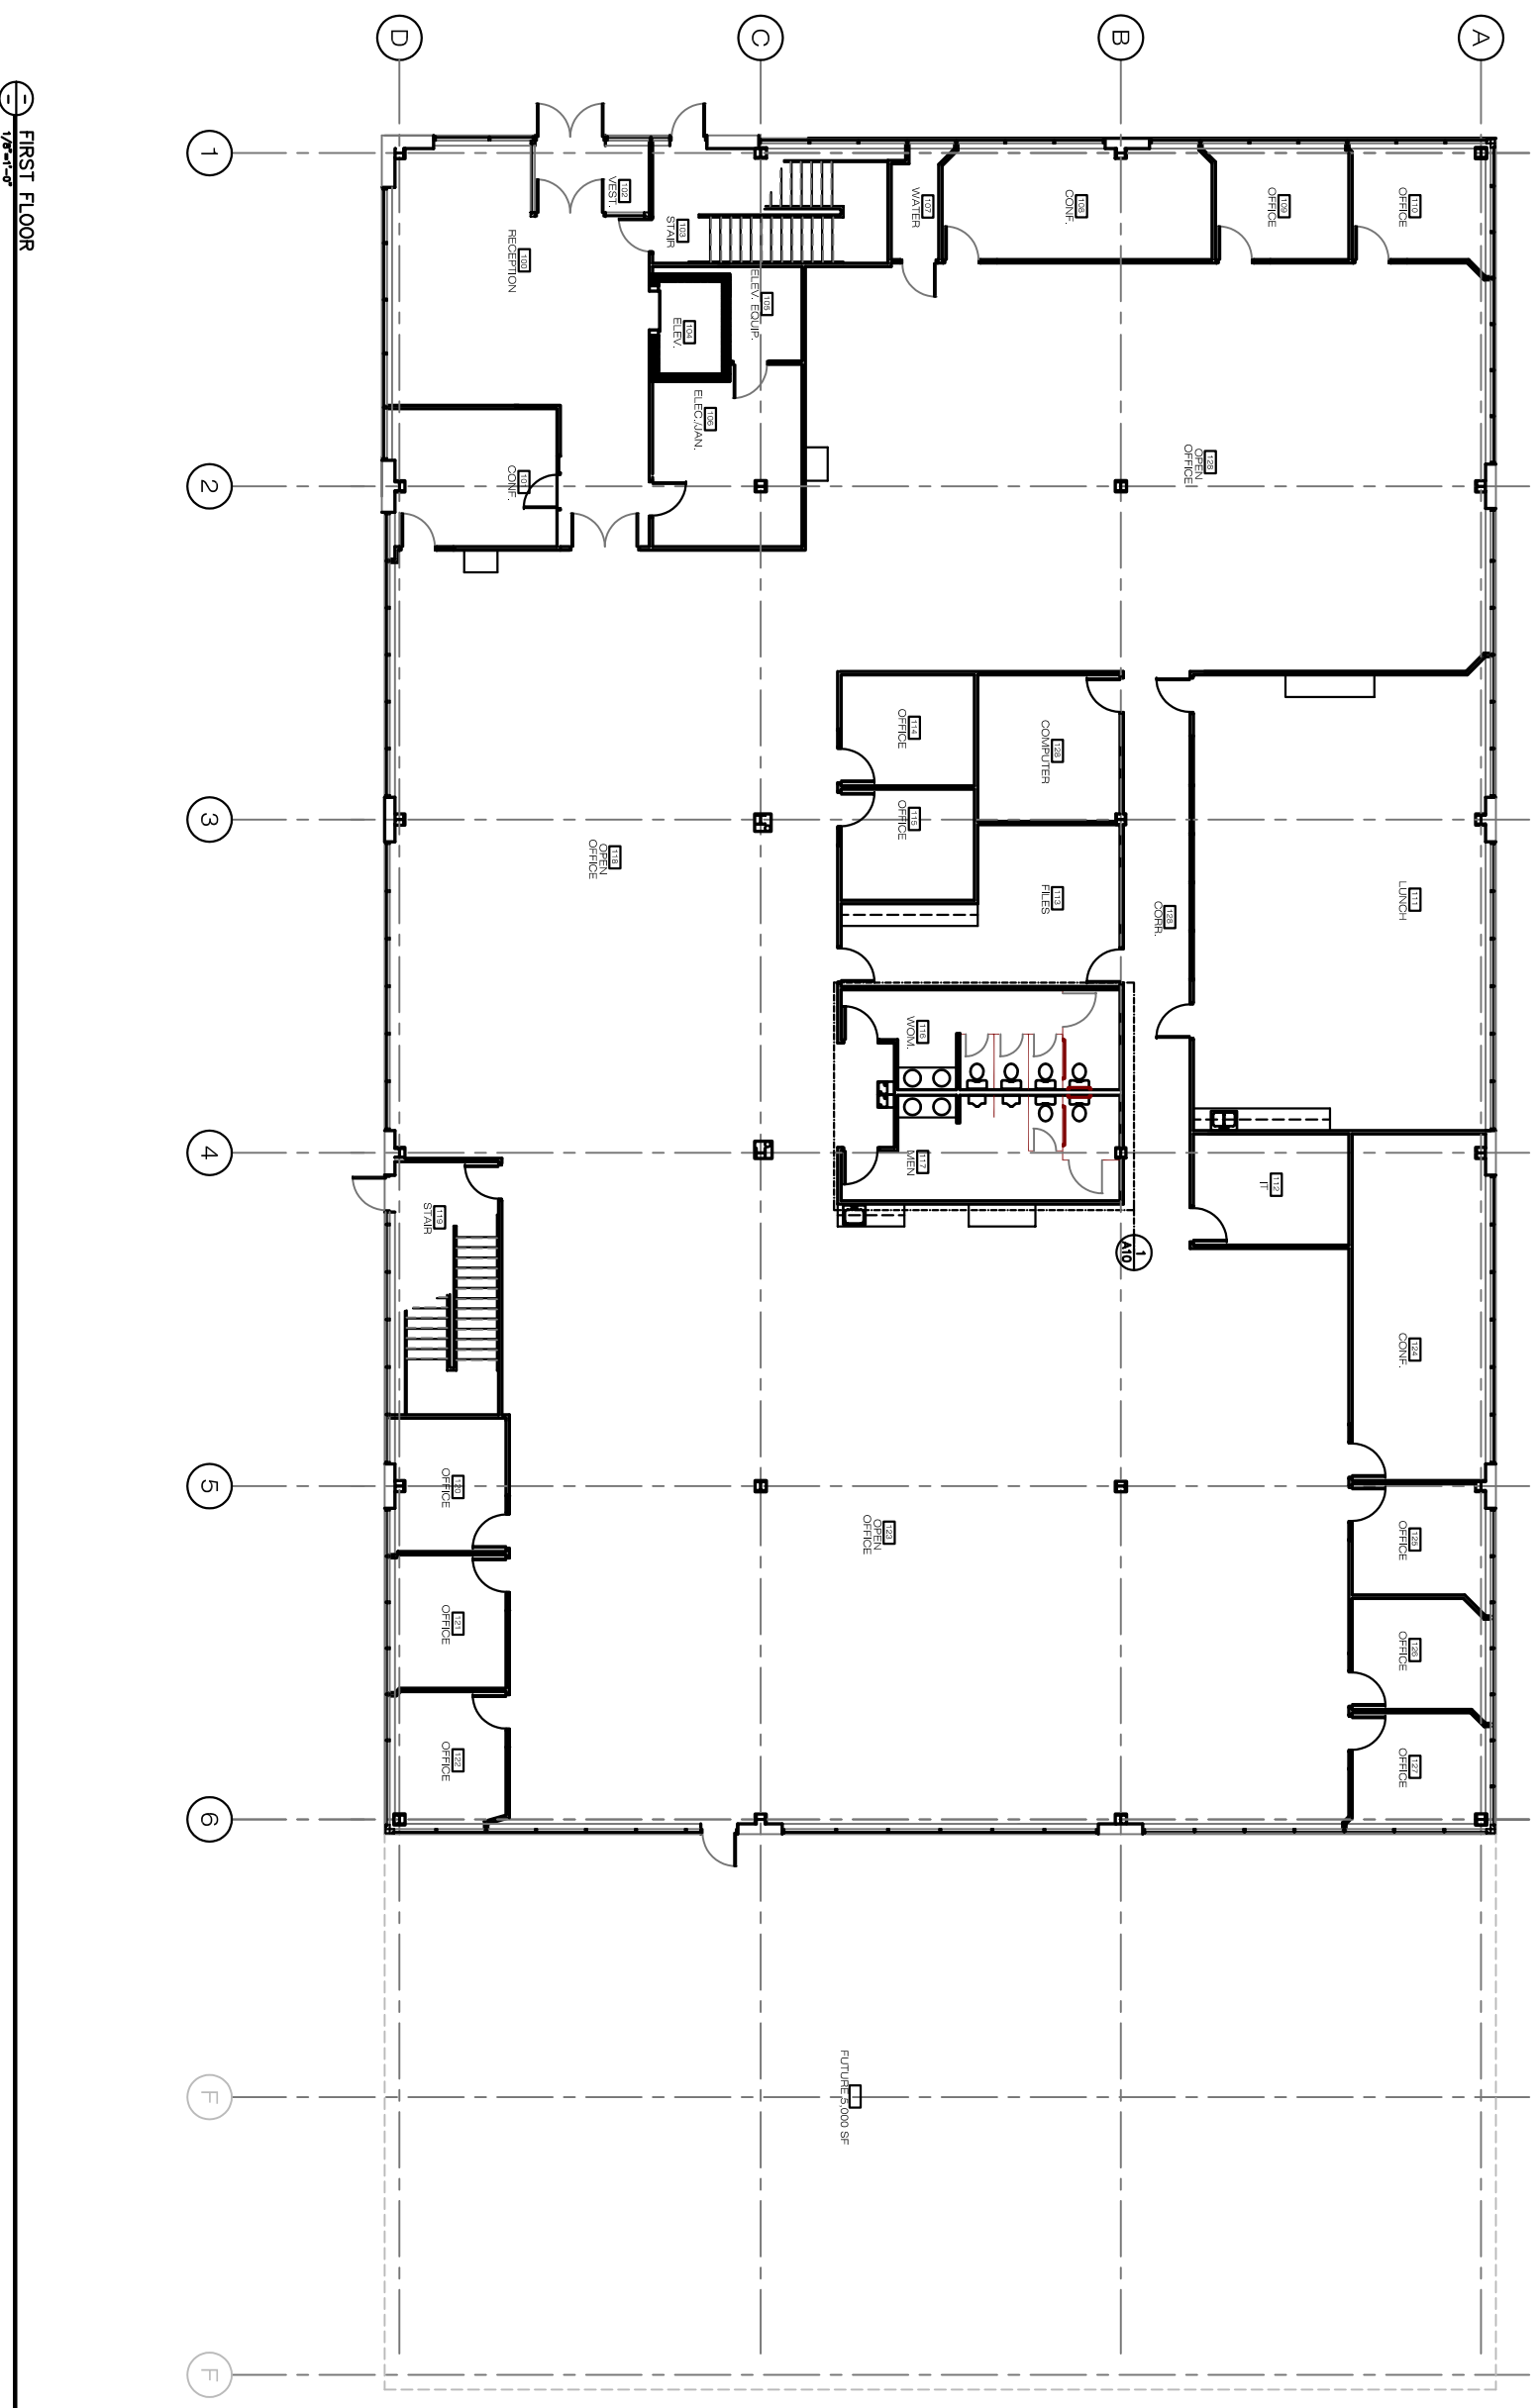 D
C
B
A
1
2
3
4
5
6
F
F
110
OFFICE
109
OFFICE
108
CONF.
107
WATER
102
VEST.
103
STAIR
100
RECEPTION
105
ELEV. EQUIP.
104
ELEV.
106
ELEC./JAN.
101
CONF.
128
OPEN
OFFICE
114
OFFICE
128
COMPUTER
115
OFFICE
113
FILES
128
CORR.
111
LUNCH
118
OPEN
OFFICE
116
WOM.
117
MEN
112
IT
1
A10
119
STAIR
124
CONF.
120
OFFICE
121
OFFICE
122
OFFICE
123
OPEN
OFFICE
125
OFFICE
126
OFFICE
127
OFFICE
FUTURE 5,000 SF
FIRST FLOOR
1/8"=1'-0"